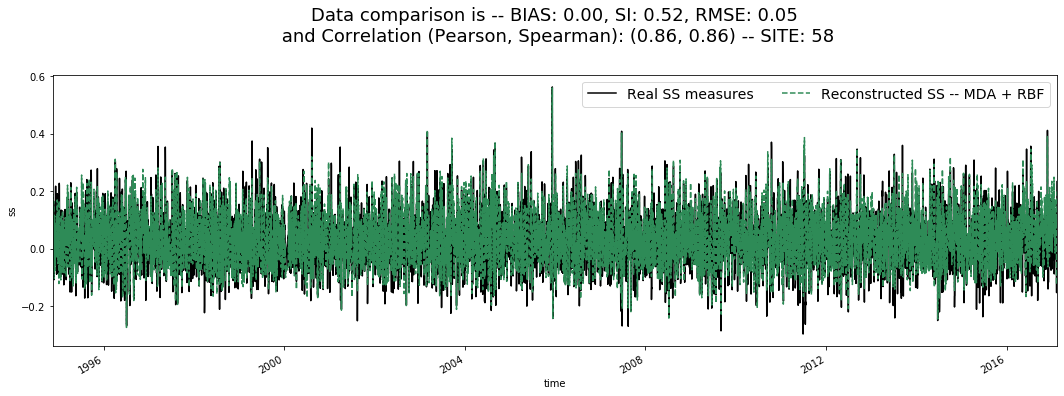 Data comparison is -- BIAS: 0.00, SI: 0.52, RMSE: 0.05
and Correlation (Pearson, Spearman): (0.86, 0.86) -- SITE: 58
Real SS measures
Reconstructed SS -- MDA + RBF
0.6
0.4
0.2
0.0
−0.2
ss
1996
2000
2004
2008
2012
2016
time